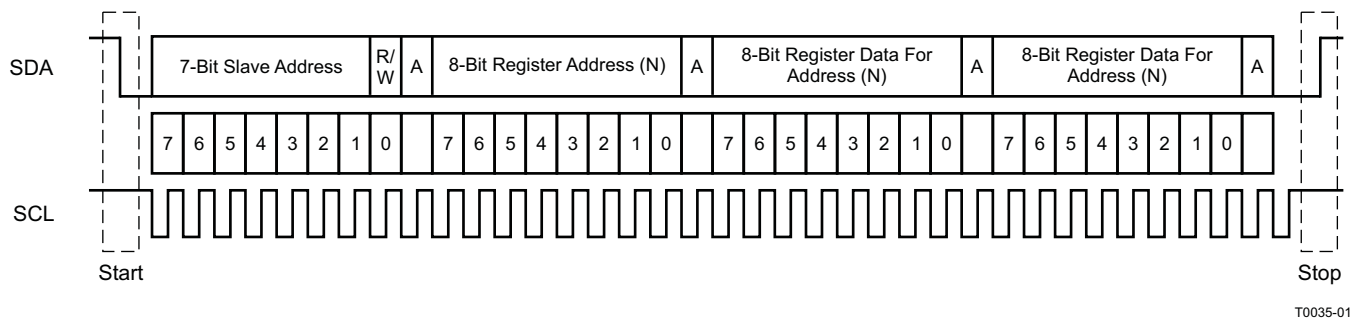 SDA
7-Bit Slave Address
R/
W
A
8-Bit Register Address (N)
A
8-Bit Register Data For
Address (N)
A
8-Bit Register Data For
Address (N)
A
7 6 5 4 3 2 1 0 7 6 5 4 3 2 1 0 7 6 5 4 3 2 1 0 7 6 5 4 3 2 1 0
SCL
Start
Stop
T0035-01